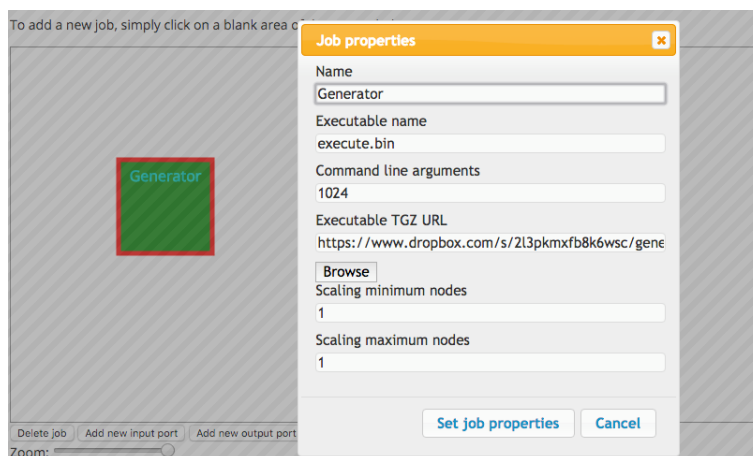 To add a new job, simply click on a blank area of
Job properties
Name
Generator
Executable name
execute.bin
Command line arguments
1024
Executable TGZ URL
https://www.dropbox.com/s/2l3pkmxfb8k6wsc/gene
Browse
Scaling minimum nodes
1
Scaling maximum nodes
1
Set job properties Cancel
Generator
Delete job Add new input port Add new output port
Zoom: